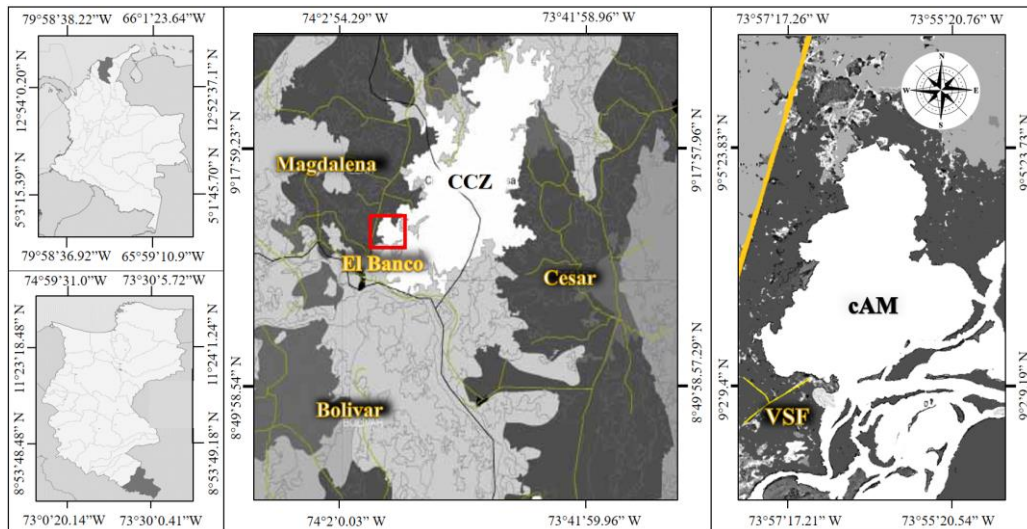 79°58’38.22”W 66°1’23.64”W
12°54’0.20” N
12°52’37.1” N
5°3’15.39” N
5°1’45.70” N
79°58’36.92”W 65°59’10.9”W
74°59’31.0”W 73°30’5.72”W
11°23’18.48” N
11°24’1.24” N
8°53’48.48” N
8°53’49.18” N
73°0’20.14”W 73°30’0.41”W
74°2’54.29”W 73°41’58.96”W
9°17’59.23” N
9°17’57.96” N
Magdalena
CCZ
El Banco
Cesar
8°49’58.54” N
8°49’58.57.29” N
Bolivar
74°2’0.03”W 73°41’59.96”W
73°57’17.26”W 73°55’20.76”W
N
W E
S
9°5’23.83” N
9°5’23.73” N
cAM
9°2’9.4” N
9°2’9.19” N
VSF
73°57’17.21”W 73°55’20.54”W